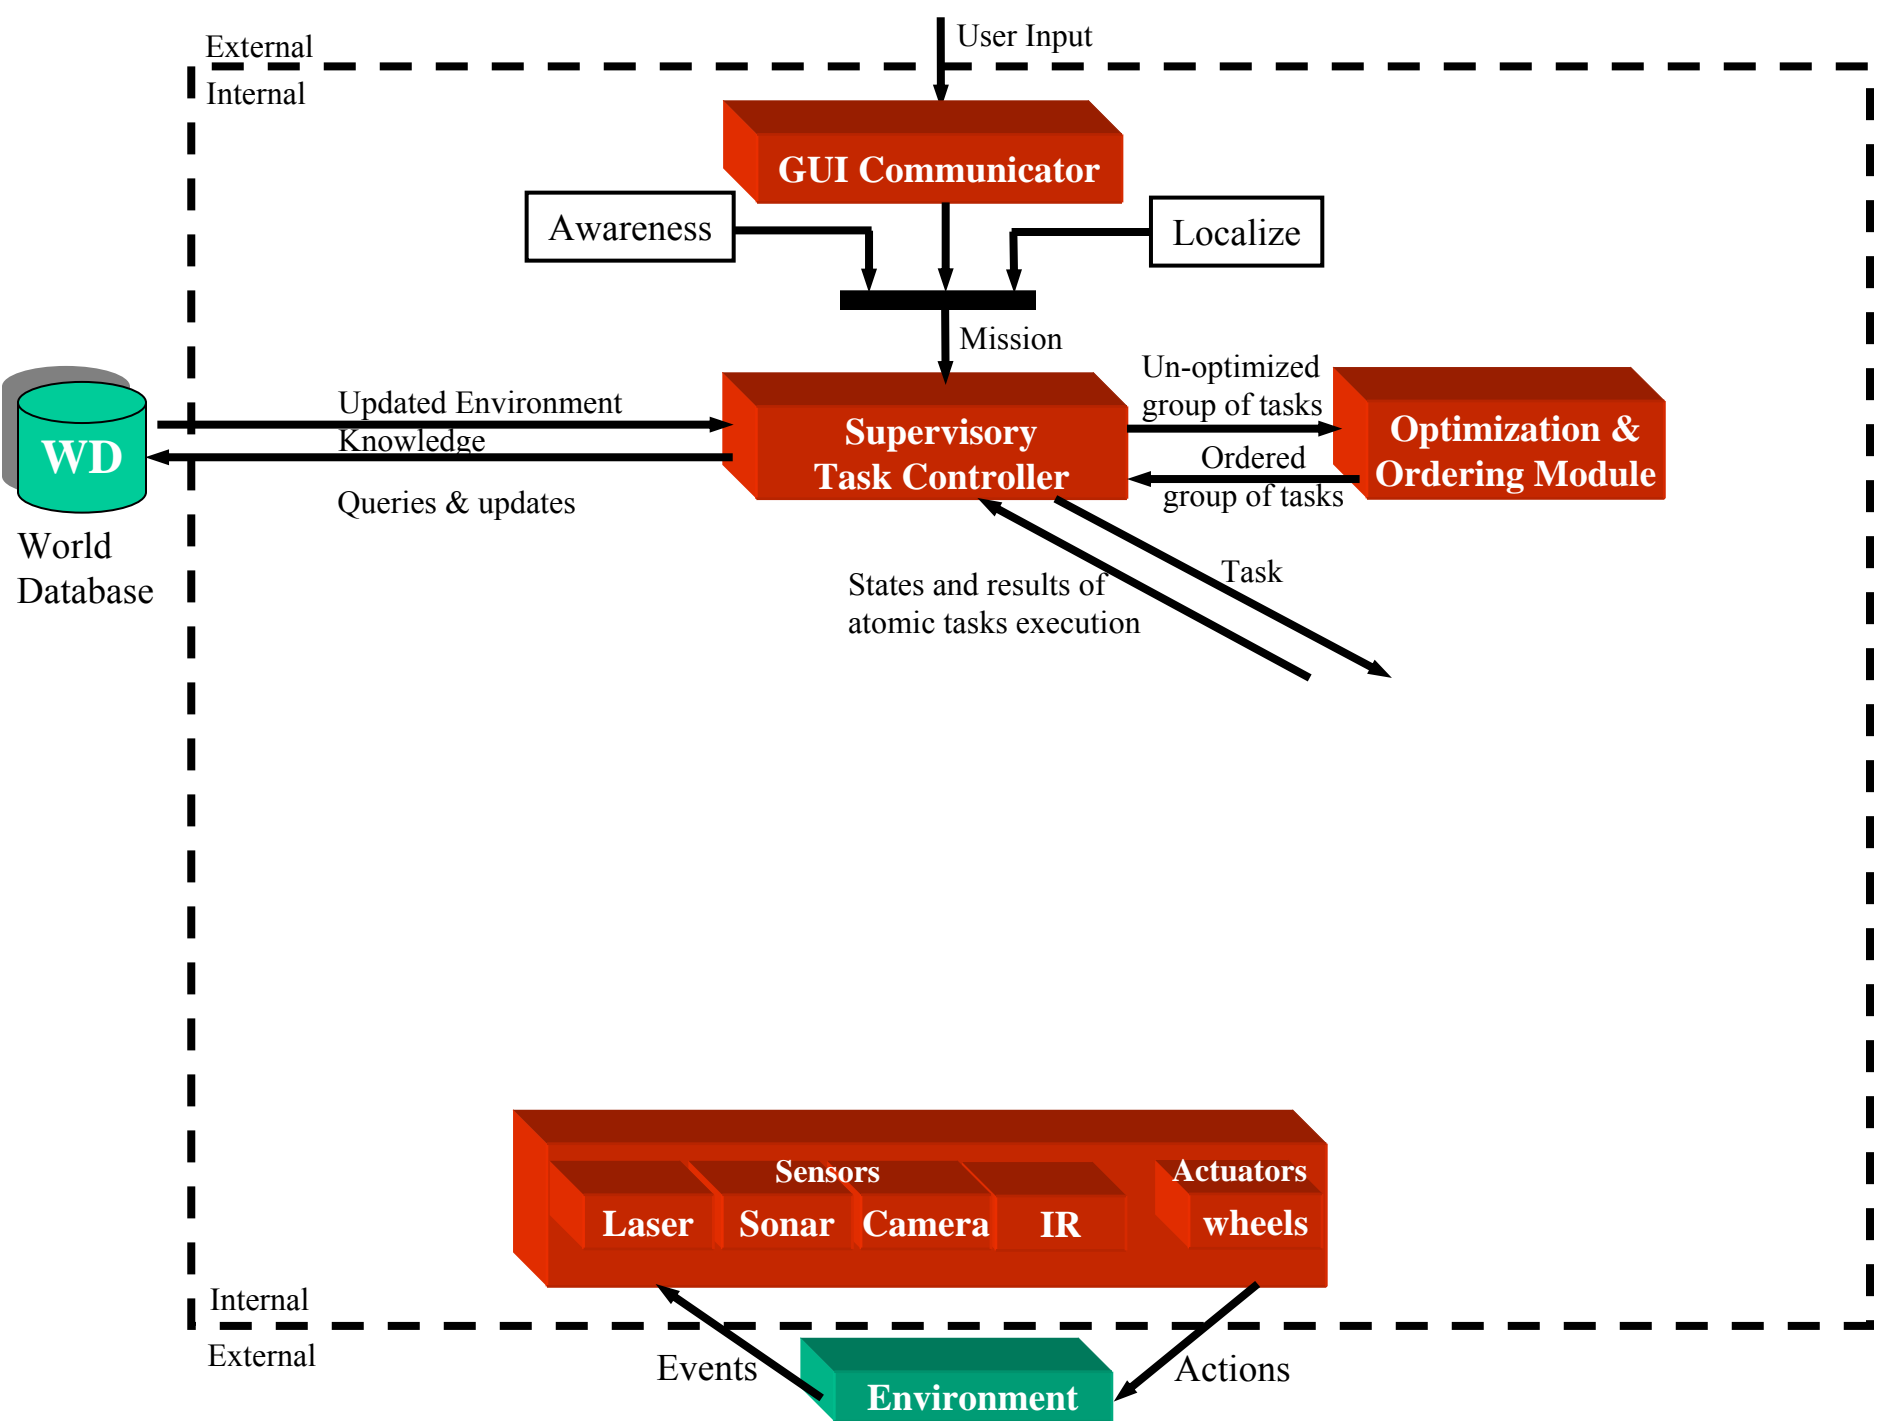 External
User Input
Internal
GUI Communicator
Awareness
Localize
Mission
Un-optimized
group of tasks
Updated Environment
Knowledge
WD
Supervisory
Task Controller
Optimization &
Ordering Module
Ordered
group of tasks
Queries & updates
World
Database
States and results of
atomic tasks execution
Task
Sensors
Actuators
Laser
Sonar
Camera
IR
wheels
Internal
External
Events
Actions
Environment